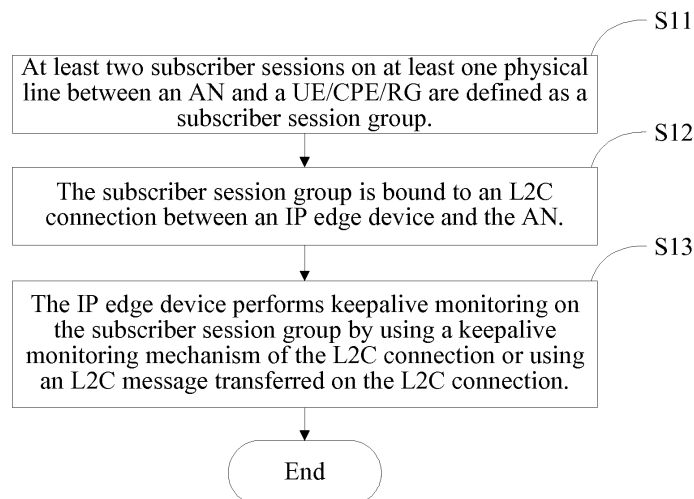 S11
At least two subscriber sessions on at least one physical
line between an AN and a UE/CPE/RG are defined as a
subscriber session group.
S12
The subscriber session group is bound to an L2C
connection between an IP edge device and the AN.
S13
The IP edge device performs keepalive monitoring on
the subscriber session group by using a keepalive
monitoring mechanism of the L2C connection or using
an L2C message transferred on the L2C connection.
End